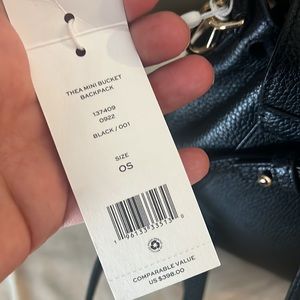 THEA MINI BUCKET
BACKPACK
137409
0922
BLACK / 001
SIZE
OS
COMPARABLE VALUE
US $398.00